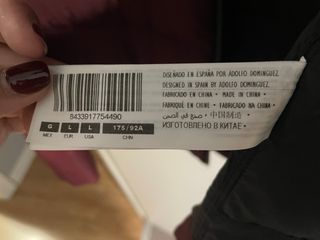 8433917754490
G L L 175/92A
MEX EUR USA CHN
DISEÑADO EN ESPAÑA POR ADOLFO DOMINGUEZ
DESIGNED IN SPAIN BY ADOLFO DOMINGUEZ
FABRICADO EN CHINA • MADE IN CHINA
FABRIQUÉ EN CHINE • FABRICADO NA CHINA
صنع في الصين • 中国制造
ИЗГОТОВЛЕНО В КИТАЕ